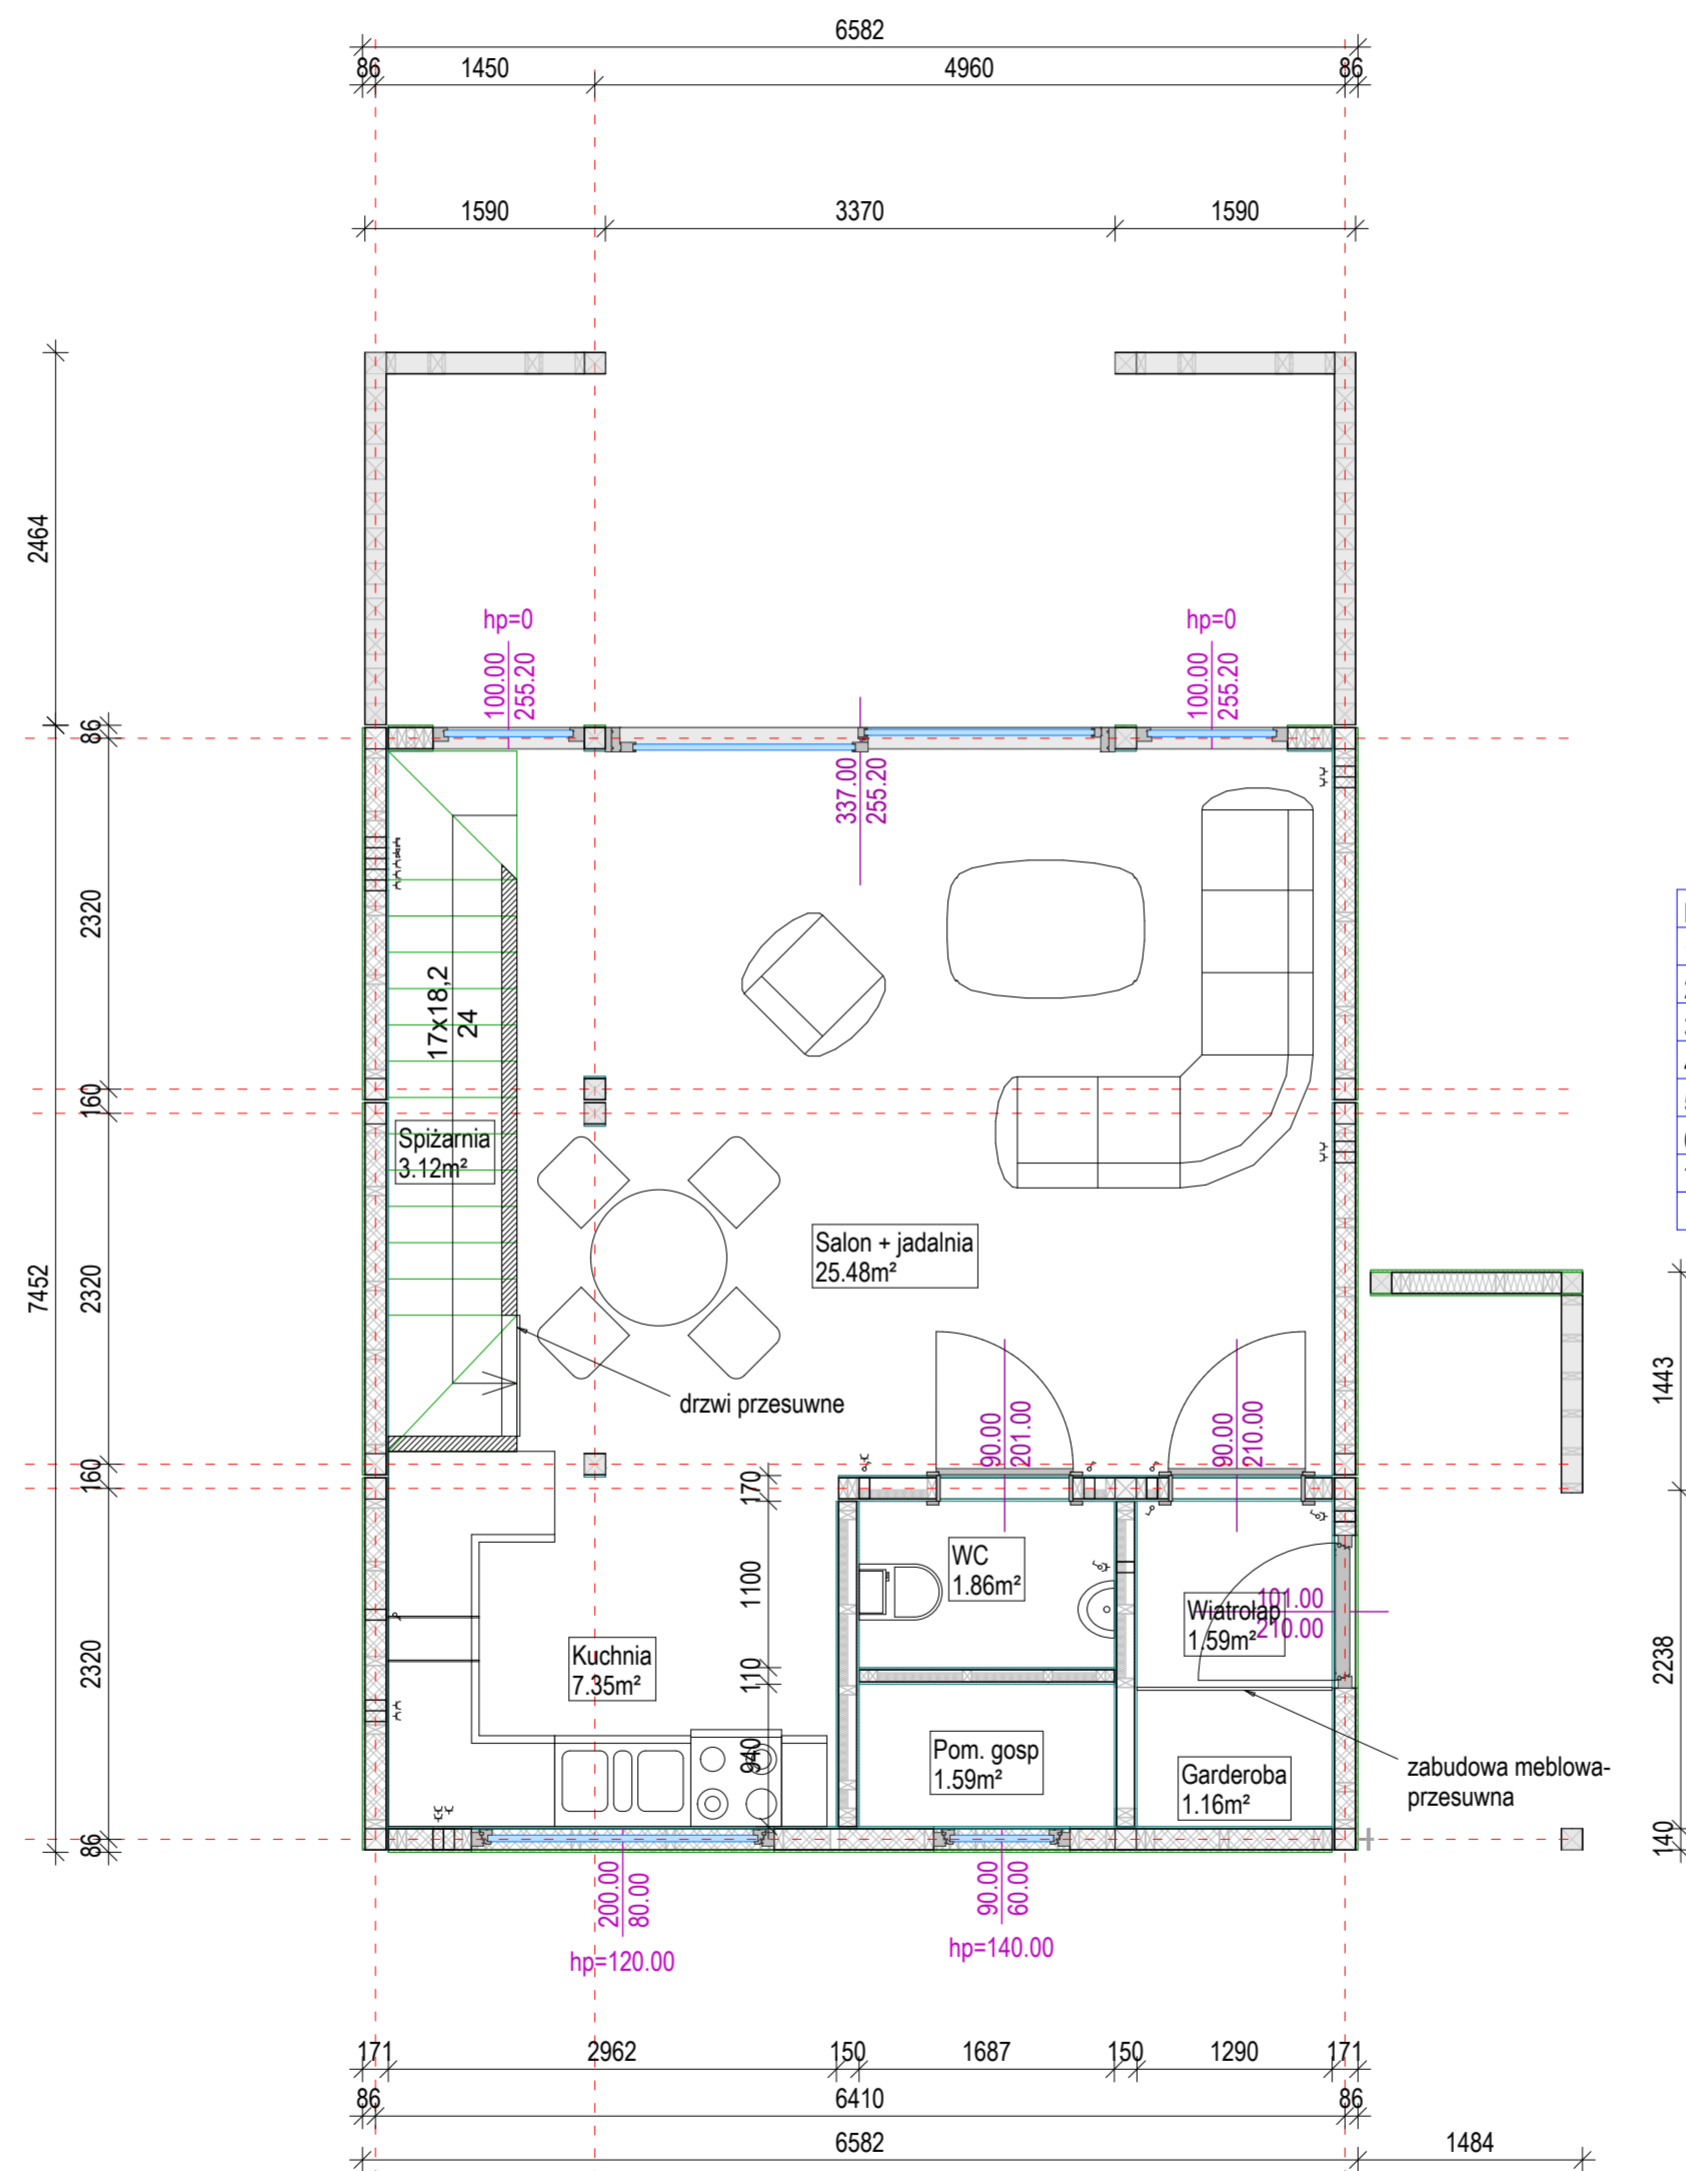 6582
86
1450
4960
86
1590
3370
1590
2464
hp=0
100.00
255.20
hp=0
100.00
255.20
86
337.00
255.20
2320
17x18,2
24
160
Spiżarnia
3.12m²
Salon + jadalnia
25.48m²
7452
2320
1443
drzwi przesuwne
90.00
201.00
90.00
210.00
160
170
WC
1.86m²
1100
Wiatrołap
1.59m²
101.00
210.00
Kuchnia
7.35m²
110
2320
2238
Pom. gosp
1.59m²
940
Garderoba
1.16m²
zabudowa meblowa-
przesuwna
86
140
200.00
80.00
hp=120.00
90.00
60.00
hp=140.00
171
2962
150
1687
150
1290
171
86
6410
86
6582
1484